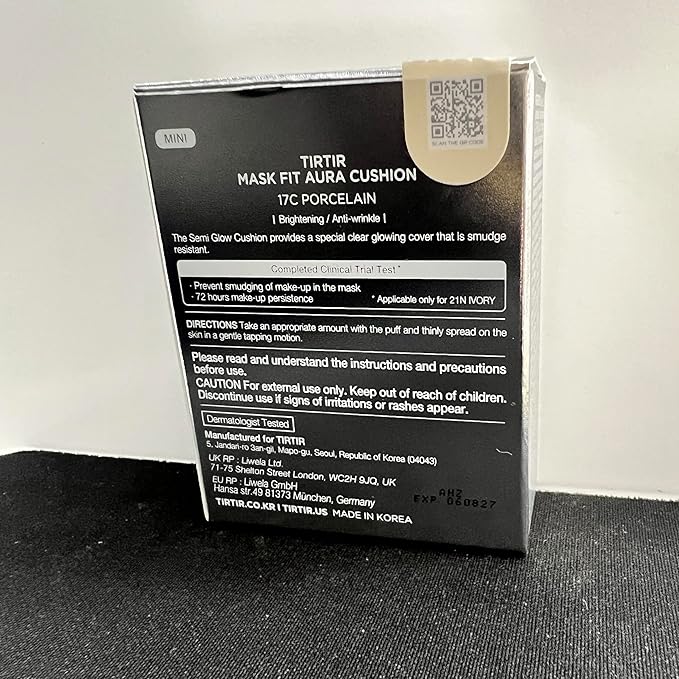 SCAN THE QR CODE
MINI
TIRTIR
MASK FIT AURA CUSHION
17C PORCELAIN
| Brightening / Anti-wrinkle |
The Semi Glow Cushion provides a special clear glowing cover that is smudge
resistant.
Completed Clinical Trial Test*
· Prevent smudging of make-up in the mask
· 72 hours make-up persistence * Applicable only for 21N IVORY
DIRECTIONS Take an appropriate amount with the puff and thinly spread on the
skin in a gentle tapping motion.
Please read and understand the instructions and precautions
before use.
CAUTION For external use only. Keep out of reach of children.
Discontinue use if signs of irritations or rashes appear.
Dermatologist Tested
Manufactured for TIRTIR
5, Jandari-ro 3an-gil, Mapo-gu, Seoul, Republic of Korea (04043)
UK RP : Liwela Ltd.
71-75 Shelton Street London, WC2H 9JQ, UK
EU RP : Liwela GmbH
Hansa str.49 81373 München, Germany
TIRTIR.CO.KR | TIRTIR.US MADE IN KOREA
AHZ
EXP 060827